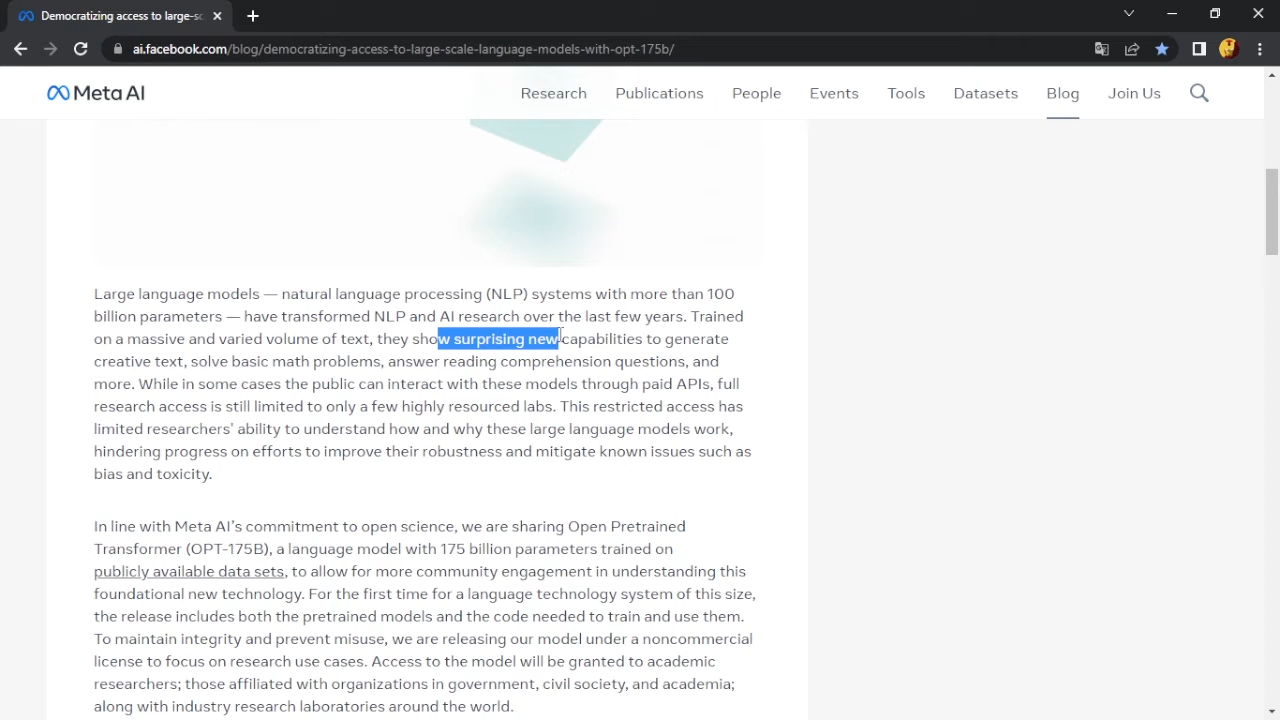 Democratizing access to large-sc
ai.facebook.com/blog/democratizing-access-to-large-scale-language-models-with-opt-175b/
Meta AI
Research Publications People Events Tools Datasets Blog Join Us
Large language models — natural language processing (NLP) systems with more than 100
billion parameters — have transformed NLP and AI research over the last few years. Trained
on a massive and varied volume of text, they show surprising new capabilities to generate
creative text, solve basic math problems, answer reading comprehension questions, and
more. While in some cases the public can interact with these models through paid APIs, full
research access is still limited to only a few highly resourced labs. This restricted access has
limited researchers' ability to understand how and why these large language models work,
hindering progress on efforts to improve their robustness and mitigate known issues such as
bias and toxicity.
In line with Meta AI's commitment to open science, we are sharing Open Pretrained
Transformer (OPT-175B), a language model with 175 billion parameters trained on
publicly available data sets, to allow for more community engagement in understanding this
foundational new technology. For the first time for a language technology system of this size,
the release includes both the pretrained models and the code needed to train and use them.
To maintain integrity and prevent misuse, we are releasing our model under a noncommercial
license to focus on research use cases. Access to the model will be granted to academic
researchers; those affiliated with organizations in government, civil society, and academia;
along with industry research laboratories around the world.